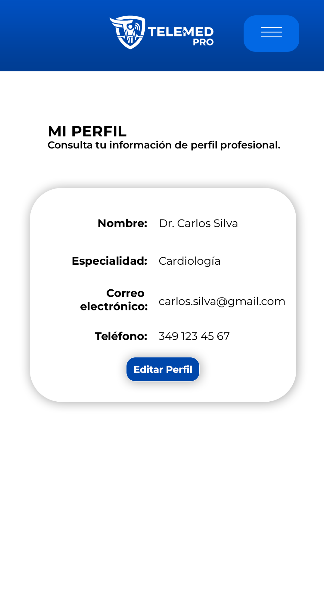 TELEMED
PRO
MI PERFIL
Consulta tu información de perfil profesional.
Nombre: Dr. Carlos Silva
Especialidad: Cardiología
Correo
electrónico: carlos.silva@gmail.com
Teléfono: 349 123 45 67
Editar Perfil